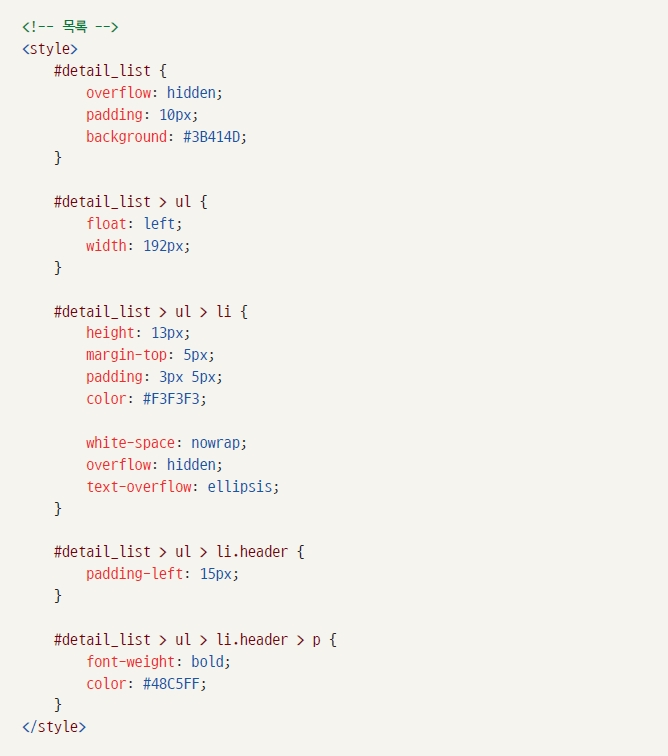 <!-- 목록 -->
<style>
    #detail_list {
        overflow: hidden;
        padding: 10px;
        background: #3B414D;
    }

    #detail_list > ul {
        float: left;
        width: 192px;
    }

    #detail_list > ul > li {
        height: 13px;
        margin-top: 5px;
        padding: 3px 5px;
        color: #F3F3F3;

        white-space: nowrap;
        overflow: hidden;
        text-overflow: ellipsis;
    }

    #detail_list > ul > li.header {
        padding-left: 15px;
    }

    #detail_list > ul > li.header > p {
        font-weight: bold;
        color: #48C5FF;
    }
</style>